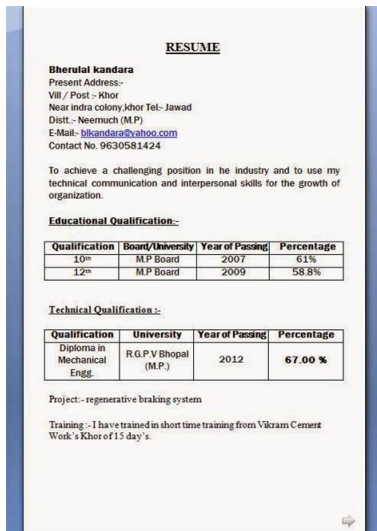 RESUME
Bherulal kandara
Present Address:-
Vill / Post :- Khor
Near indra colony,khor Tel:- Jawad
Distt.:- Neemuch (M.P)
E-Mail:- blkandara@yahoo.com
Contact No. 9630581424
To achieve a challenging position in he industry and to use my
technical communication and interpersonal skills for the growth of
organization.
Educational Qualification:-
Qualification Board/University Year of Passing Percentage
10th M.P Board 2007 61%
12th M.P Board 2009 58.8%
Technical Qualification :-
Qualification University Year of Passing Percentage
Diploma in Mechanical Engg. R.G.P.V Bhopal (M.P.) 2012 67.00 %
Project:- regenerative braking system
Training :- I have trained in short time training from Vikram Cement
Work's Khor of 15 day's.